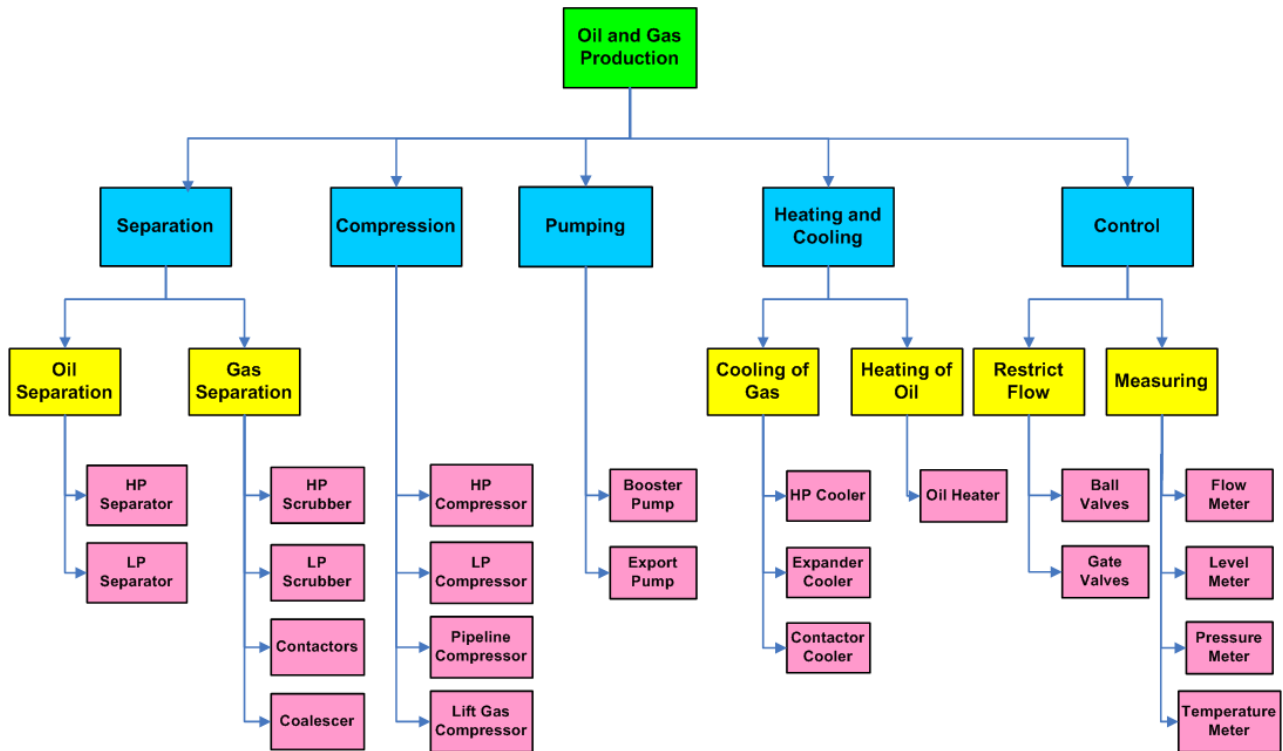 Oil and Gas
Production
Separation
Compression
Pumping
Heating and
Cooling
Control
Oil
Separation
Gas
Separation
Cooling of
Gas
Heating of
Oil
Restrict
Flow
Measuring
HP
Separator
LP
Separator
HP
Scrubber
LP
Scrubber
Contactors
Coalescer
HP
Compressor
LP
Compressor
Pipeline
Compressor
Lift Gas
Compressor
Booster
Pump
Export
Pump
HP Cooler
Expander
Cooler
Contactor
Cooler
Oil Heater
Ball
Valves
Gate
Valves
Flow
Meter
Level
Meter
Pressure
Meter
Temperature
Meter